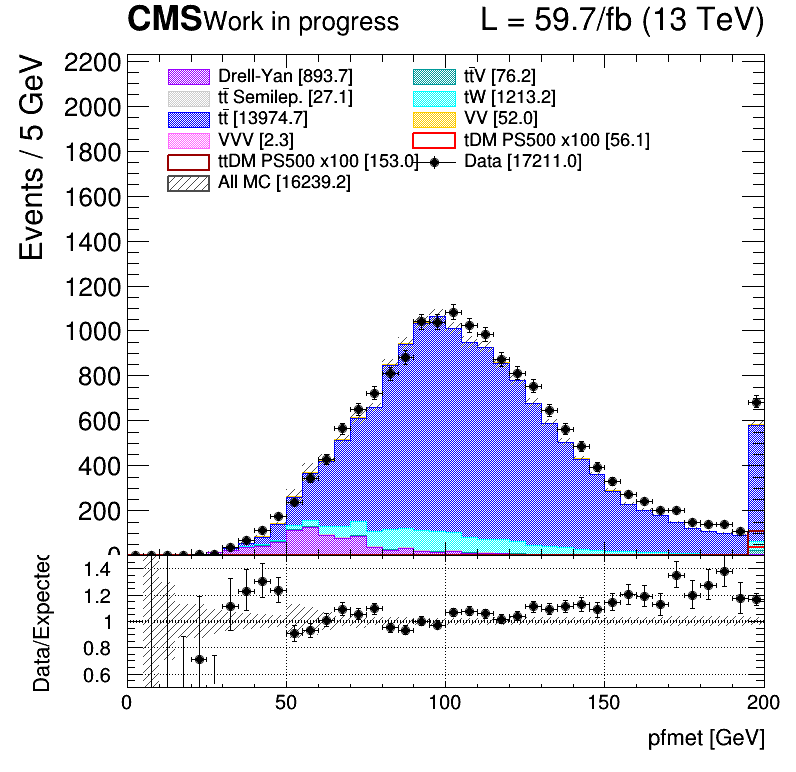 CMS Work in progress L = 59.7/fb (13 TeV)
Events / 5 GeV
2200
2000
1800
1600
1400
1200
1000
800
600
400
200
0
Drell-Yan [893.7] tt̄V [76.2]
tt̄ Semilep. [27.1] tW [1213.2]
tt̄ [13974.7] VV [52.0]
VVV [2.3] tDM PS500 x100 [56.1]
ttDM PS500 x100 [153.0] Data [17211.0]
All MC [16239.2]
Data/Expected
1.4
1.2
1
0.8
0.6
0 50 100 150 200
pfmet [GeV]